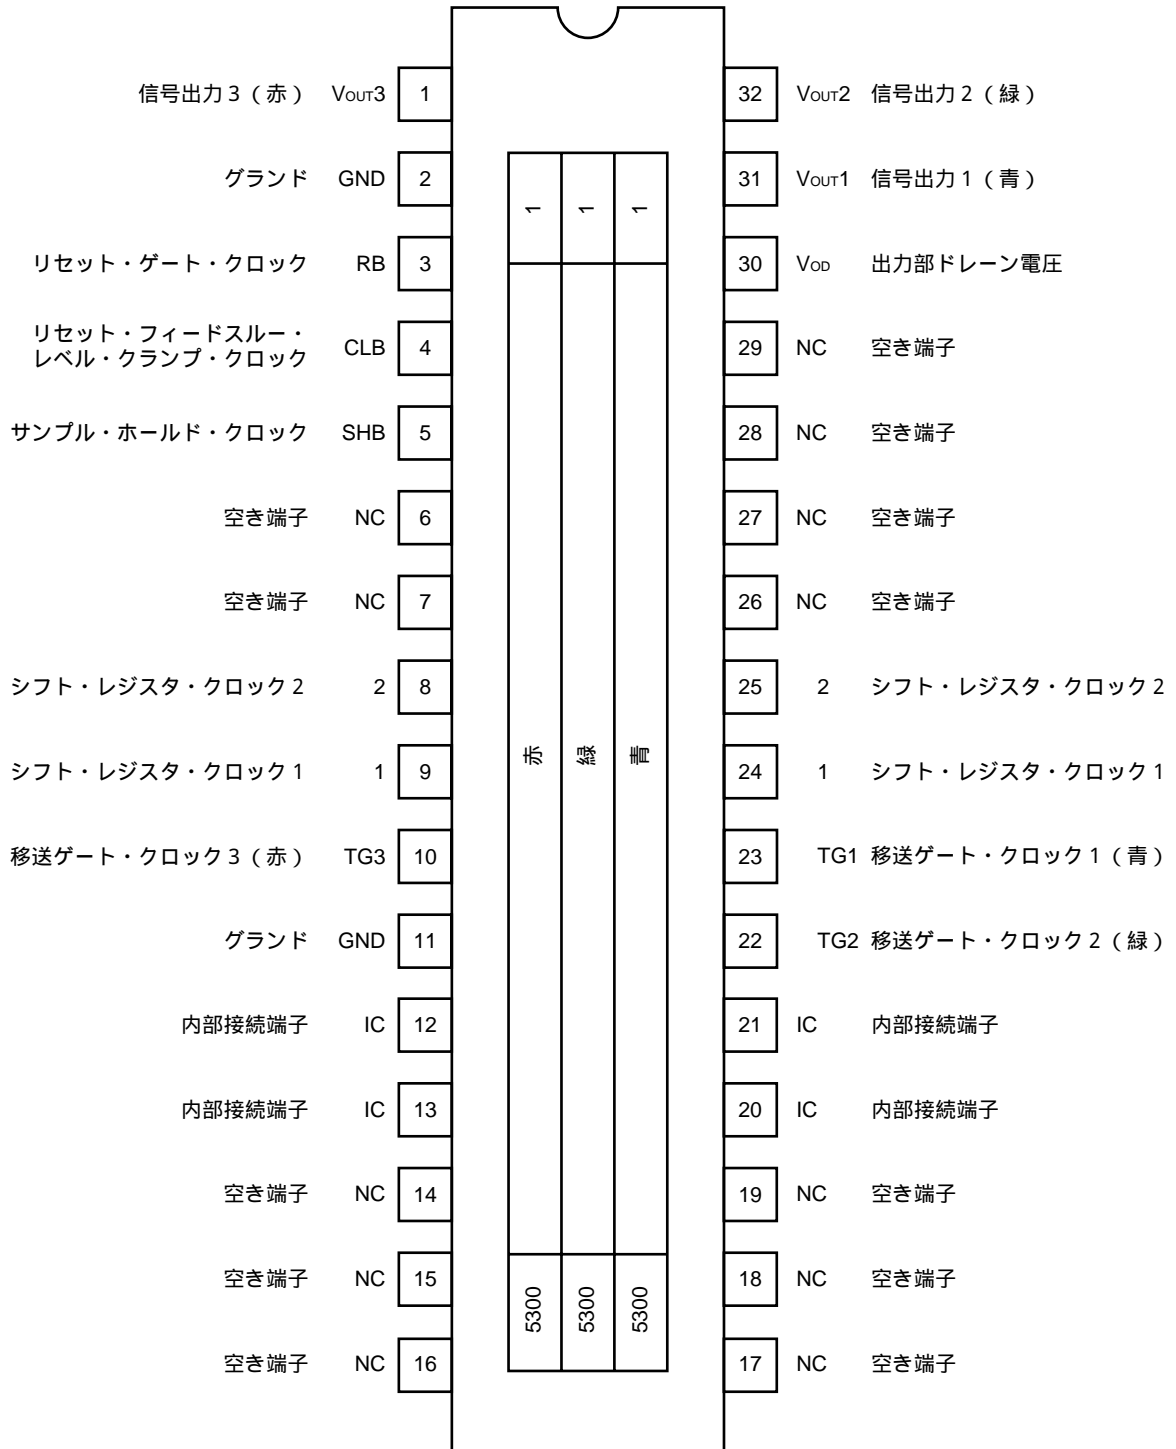 信号出力3（赤） VOUT3 1
32 VOUT2 信号出力2（緑）
グランド GND 2
31 VOUT1 信号出力1（青）
1 1 1
リセット・ゲート・クロック RB 3
30 VOD 出力部ドレーン電圧
リセット・フィードスルー・
レベル・クランプ・クロック CLB 4
29 NC 空き端子
サンプル・ホールド・クロック SHB 5
28 NC 空き端子
空き端子 NC 6
27 NC 空き端子
空き端子 NC 7
26 NC 空き端子
シフト・レジスタ・クロック2 2 8
25 2 シフト・レジスタ・クロック2
赤 緑 青
シフト・レジスタ・クロック1 1 9
24 1 シフト・レジスタ・クロック1
移送ゲート・クロック3（赤） TG3 10
23 TG1 移送ゲート・クロック1（青）
グランド GND 11
22 TG2 移送ゲート・クロック2（緑）
内部接続端子 IC 12
21 IC 内部接続端子
内部接続端子 IC 13
20 IC 内部接続端子
空き端子 NC 14
19 NC 空き端子
空き端子 NC 15
18 NC 空き端子
5300 5300 5300
空き端子 NC 16
17 NC 空き端子